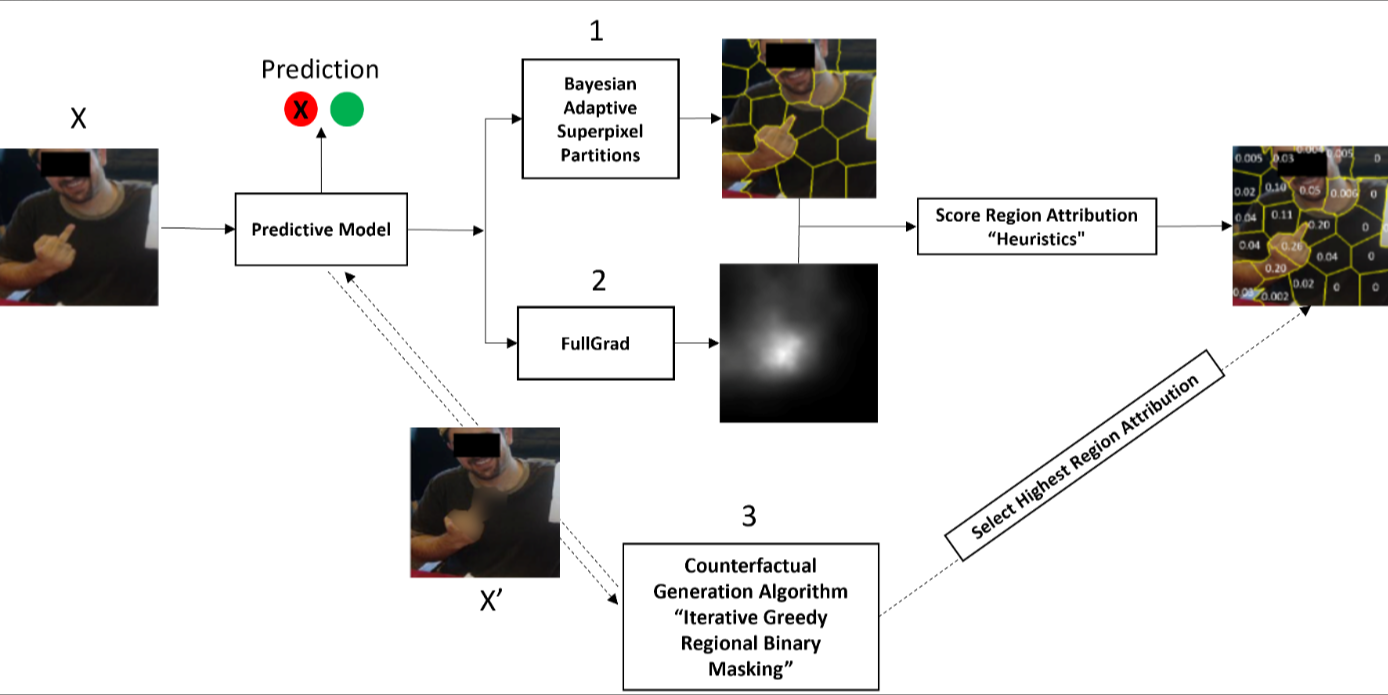 1
Prediction
X
X
Bayesian
Adaptive
Superpixel
Partitions
Predictive Model
Score Region Attribution
“Heuristics"
2
FullGrad
0.005
0.03
0.004
0.005
0
0.02
0.10
0.05
0.006
0
0.04
0.11
0.20
0
0.04
0.26
0.04
0
0.20
0.02
0
0
0.002
Select Highest Region Attribution
3
Counterfactual
Generation Algorithm
“Iterative Greedy
Regional Binary
Masking”
X’